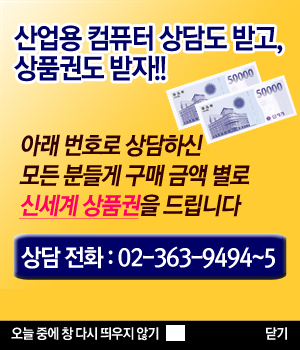 산업용 컴퓨터 상담도 받고,
상품권도 받자!!
50000
50000
아래 번호로 상담하신
모든 분들게 구매 금액 별로
신세계 상품권을 드립니다
상담 전화 : 02-363-9494~5
오늘 중에 창 다시 띄우지 않기
닫기